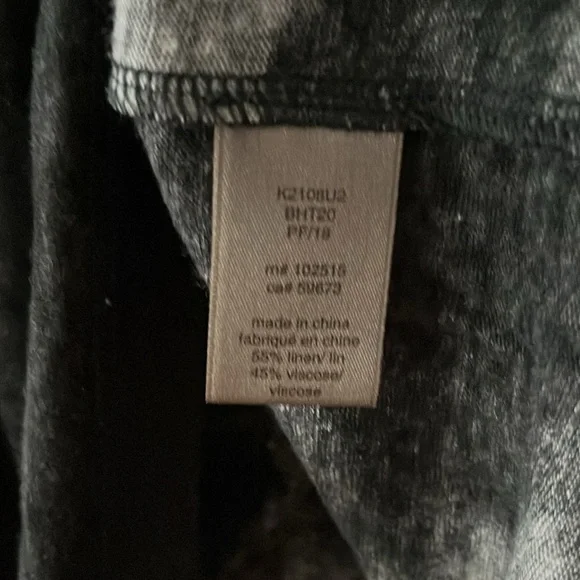 K2108U2
BHT20
PF/18
m# 102515
ca# 59673
made in china
fabriqué en chine
55% linen/ lin
45% viscose/
viscose